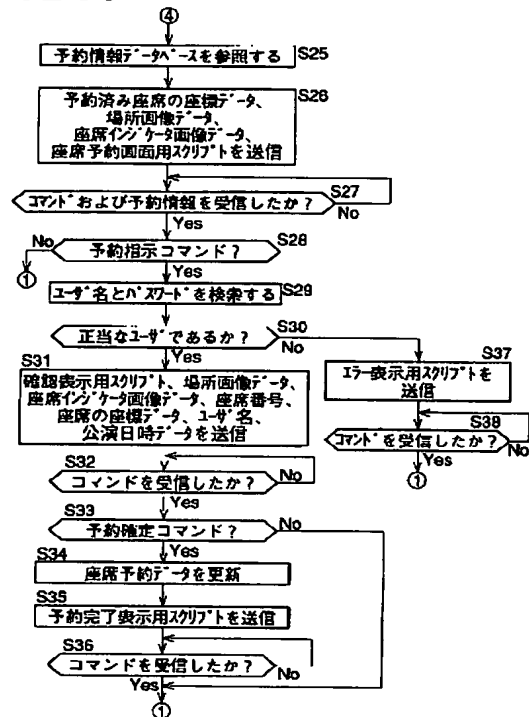 ④
予約情報データベースを参照する
S25
S26
予約済み座席の座標データ、
場所画像データ、
座席インジケータ画像データ、
座席予約画面用スクリプトを送信
S27
コマンドおよび予約情報を受信したか？
No
Yes
S28
No
予約指示コマンド？
①
Yes
S29
ユーザ名とパスワードを検索する
S30
正当なユーザであるか？
No
Yes
S31
確認表示用スクリプト、場所画像データ、
座席インジケータ画像データ、座席番号、
座席の座標データ、ユーザ名、
公演日時データを送信
S37
エラー表示用スクリプトを
送信
S38
コマンドを受信したか？
No
Yes
①
S32
コマンドを受信したか？
No
Yes
S33
予約確定コマンド？
No
Yes
S34
座席予約データを更新
S35
予約完了表示用スクリプトを送信
S36
コマンドを受信したか？
No
Yes
①